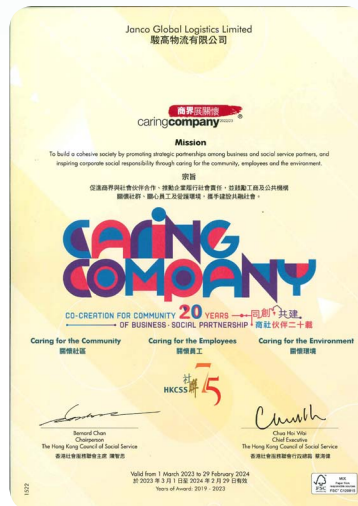 Janco Global Logistics Limited
駿高物流有限公司
商界展關懷
caringcompany®
Mission
To build a cohesive society by promoting strategic partnerships among business and social service partners, and
inspiring corporate social responsibility through caring for the community, employees and the environment.
宗旨
促進商界與社會伙伴合作，推動企業履行社會責任，並鼓勵工商及公共機構
關懷社群、關心員工及愛護環境，攜手建設共融社會。
CARING
COMPANY
CO-CREATION FOR COMMUNITY 20 YEARS 同創共建
OF BUSINESS-SOCIAL PARTNERSHIP 商社伙伴二十載
Caring for the Community Caring for the Employees Caring for the Environment
關懷社區 關懷員工 關懷環境
HKCSS 社聯 75
Bernard Chan Chua Hoi Wai
Chairperson Chief Executive
The Hong Kong Council of Social Service The Hong Kong Council of Social Service
香港社會服務聯會主席 陳智思 香港社會服務聯會行政總裁 蔡海偉
Valid from 1 March 2023 to 29 February 2024
於 2023 年 3 月 1 日至 2024 年 2 月 29 日有效
Years of Award: 2019 - 2023
1522
FSC
MIX